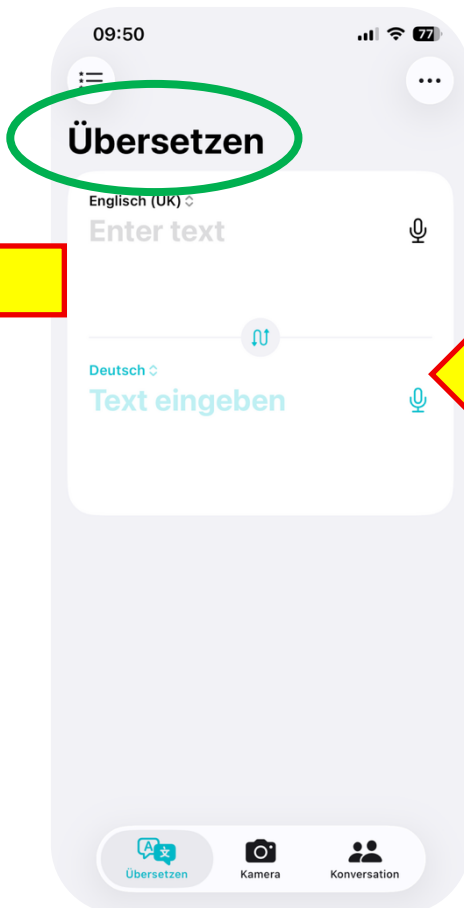 09:50
77
Übersetzen
Englisch (UK)
Enter text
Deutsch
Text eingeben
Übersetzen
Kamera
Konversation